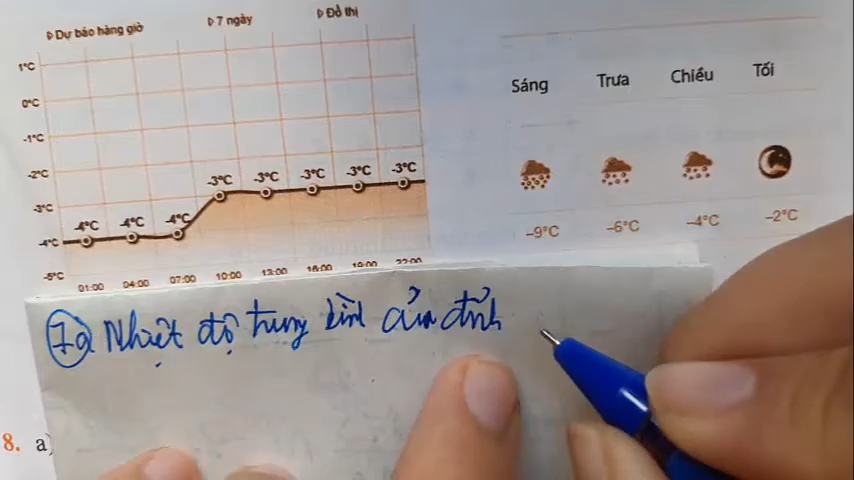 Dự báo hàng giờ
7 ngày
Đồ thị
1°C
0°C
-1°C
-2°C
-3°C
-4°C
-5°C
-4°C -4°C -4°C -3°C -3°C -3°C -3°C -3°C
01:00 04:00 07:00 10:00 13:00 16:00 19:00 22:00
Sáng Trưa Chiều Tối
-9°C -6°C -4°C -2°C
7a Nhiệt độ trung bình của đỉnh
8. a)